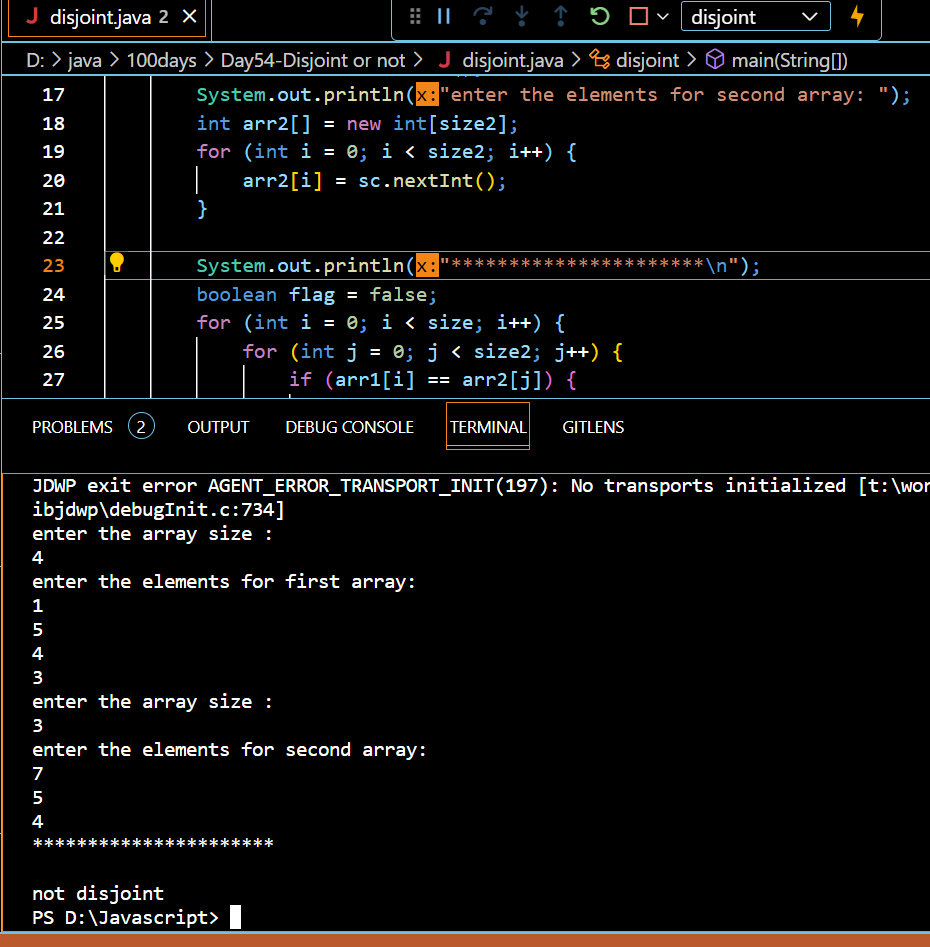 J disjoint.java 2 ✕
disjoint
D: > java > 100days > Day54-Disjoint or not > J disjoint.java > disjoint > main(String[])
17 System.out.println(x:"enter the elements for second array: ");
18 int arr2[] = new int[size2];
19 for (int i = 0; i < size2; i++) {
20 arr2[i] = sc.nextInt();
21 }
22
23 System.out.println(x:"**********************\n");
24 boolean flag = false;
25 for (int i = 0; i < size; i++) {
26 for (int j = 0; j < size2; j++) {
27 if (arr1[i] == arr2[j]) {
PROBLEMS 2 OUTPUT DEBUG CONSOLE TERMINAL GITLENS
JDWP exit error AGENT_ERROR_TRANSPORT_INIT(197): No transports initialized [t:\wor
ibjdwp\debugInit.c:734]
enter the array size :
4
enter the elements for first array:
1
5
4
3
enter the array size :
3
enter the elements for second array:
7
5
4
**********************
not disjoint
PS D:\Javascript>